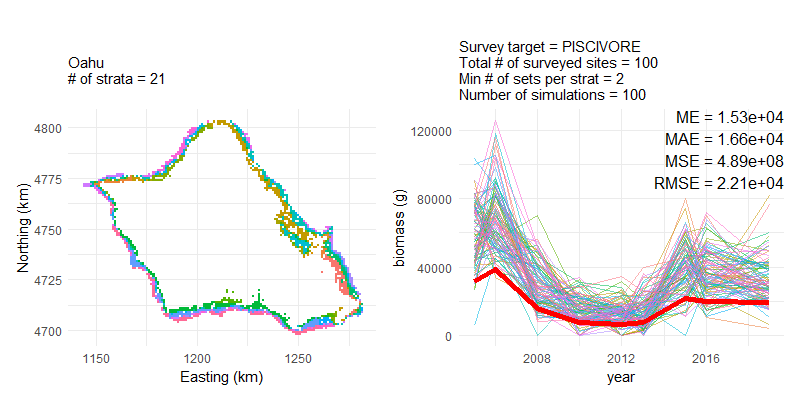 Oahu
# of strata = 21
4800
4775
4750
4725
4700
Northing (km)
1150
1200
1250
Easting (km)
Survey target = PISCIVORE
Total # of surveyed sites = 100
Min # of sets per strat = 2
Number of simulations = 100
ME = 1.53e+04
MAE = 1.66e+04
MSE = 4.89e+08
RMSE = 2.21e+04
120000
80000
40000
0
biomass (g)
2008
2012
2016
year